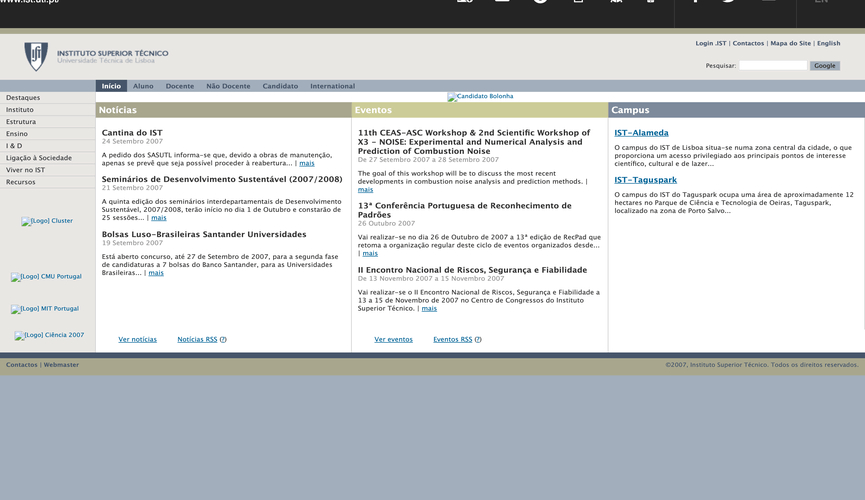 www.ist.utl.pt/
EN
INSTITUTO SUPERIOR TÉCNICO
Universidade Técnica de Lisboa
Login .IST | Contactos | Mapa do Site | English
Pesquisar:
Google
Início Aluno Docente Não Docente Candidato International
Destaques
Instituto
Estrutura
Ensino
I & D
Ligação à Sociedade
Viver no IST
Recursos
[Logo] Cluster
[Logo] CMU Portugal
[Logo] MIT Portugal
[Logo] Ciência 2007
Candidato Bolonha
Notícias
Cantina do IST
24 Setembro 2007
A pedido dos SASUTL informa-se que, devido a obras de manutenção,
apenas se prevê que seja possível proceder à reabertura... | mais
Seminários de Desenvolvimento Sustentável (2007/2008)
21 Setembro 2007
A quinta edição dos seminários interdepartamentais de Desenvolvimento
Sustentável, 2007/2008, terão início no dia 1 de Outubro e constarão de
25 sessões... | mais
Bolsas Luso-Brasileiras Santander Universidades
19 Setembro 2007
Está aberto concurso, até 27 de Setembro de 2007, para a segunda fase
de candidaturas a 7 bolsas do Banco Santander, para as Universidades
Brasileiras... | mais
Ver notícias Notícias RSS (?)
Eventos
11th CEAS-ASC Workshop & 2nd Scientific Workshop of
X3 - NOISE: Experimental and Numerical Analysis and
Prediction of Combustion Noise
De 27 Setembro 2007 a 28 Setembro 2007
The goal of this workshop will be to discuss the most recent
developments in combustion noise analysis and prediction methods. |
mais
13ª Conferência Portuguesa de Reconhecimento de
Padrões
26 Outubro 2007
Vai realizar-se no dia 26 de Outubro de 2007 a 13ª edição de RecPad que
retoma a organização regular deste ciclo de eventos organizados desde...
| mais
II Encontro Nacional de Riscos, Segurança e Fiabilidade
De 13 Novembro 2007 a 15 Novembro 2007
Vai realizar-se o II Encontro Nacional de Riscos, Segurança e Fiabilidade a
13 a 15 de Novembro de 2007 no Centro de Congressos do Instituto
Superior Técnico. | mais
Ver eventos Eventos RSS (?)
Campus
IST-Alameda
O campus do IST de Lisboa situa-se numa zona central da cidade, o que
proporciona um acesso privilegiado aos principais pontos de interesse
científico, cultural e de lazer...
IST-Taguspark
O campus do IST do Taguspark ocupa uma área de aproximadamente 12
hectares no Parque de Ciência e Tecnologia de Oeiras, Taguspark,
localizado na zona de Porto Salvo...
Contactos | Webmaster
©2007, Instituto Superior Técnico. Todos os direitos reservados.